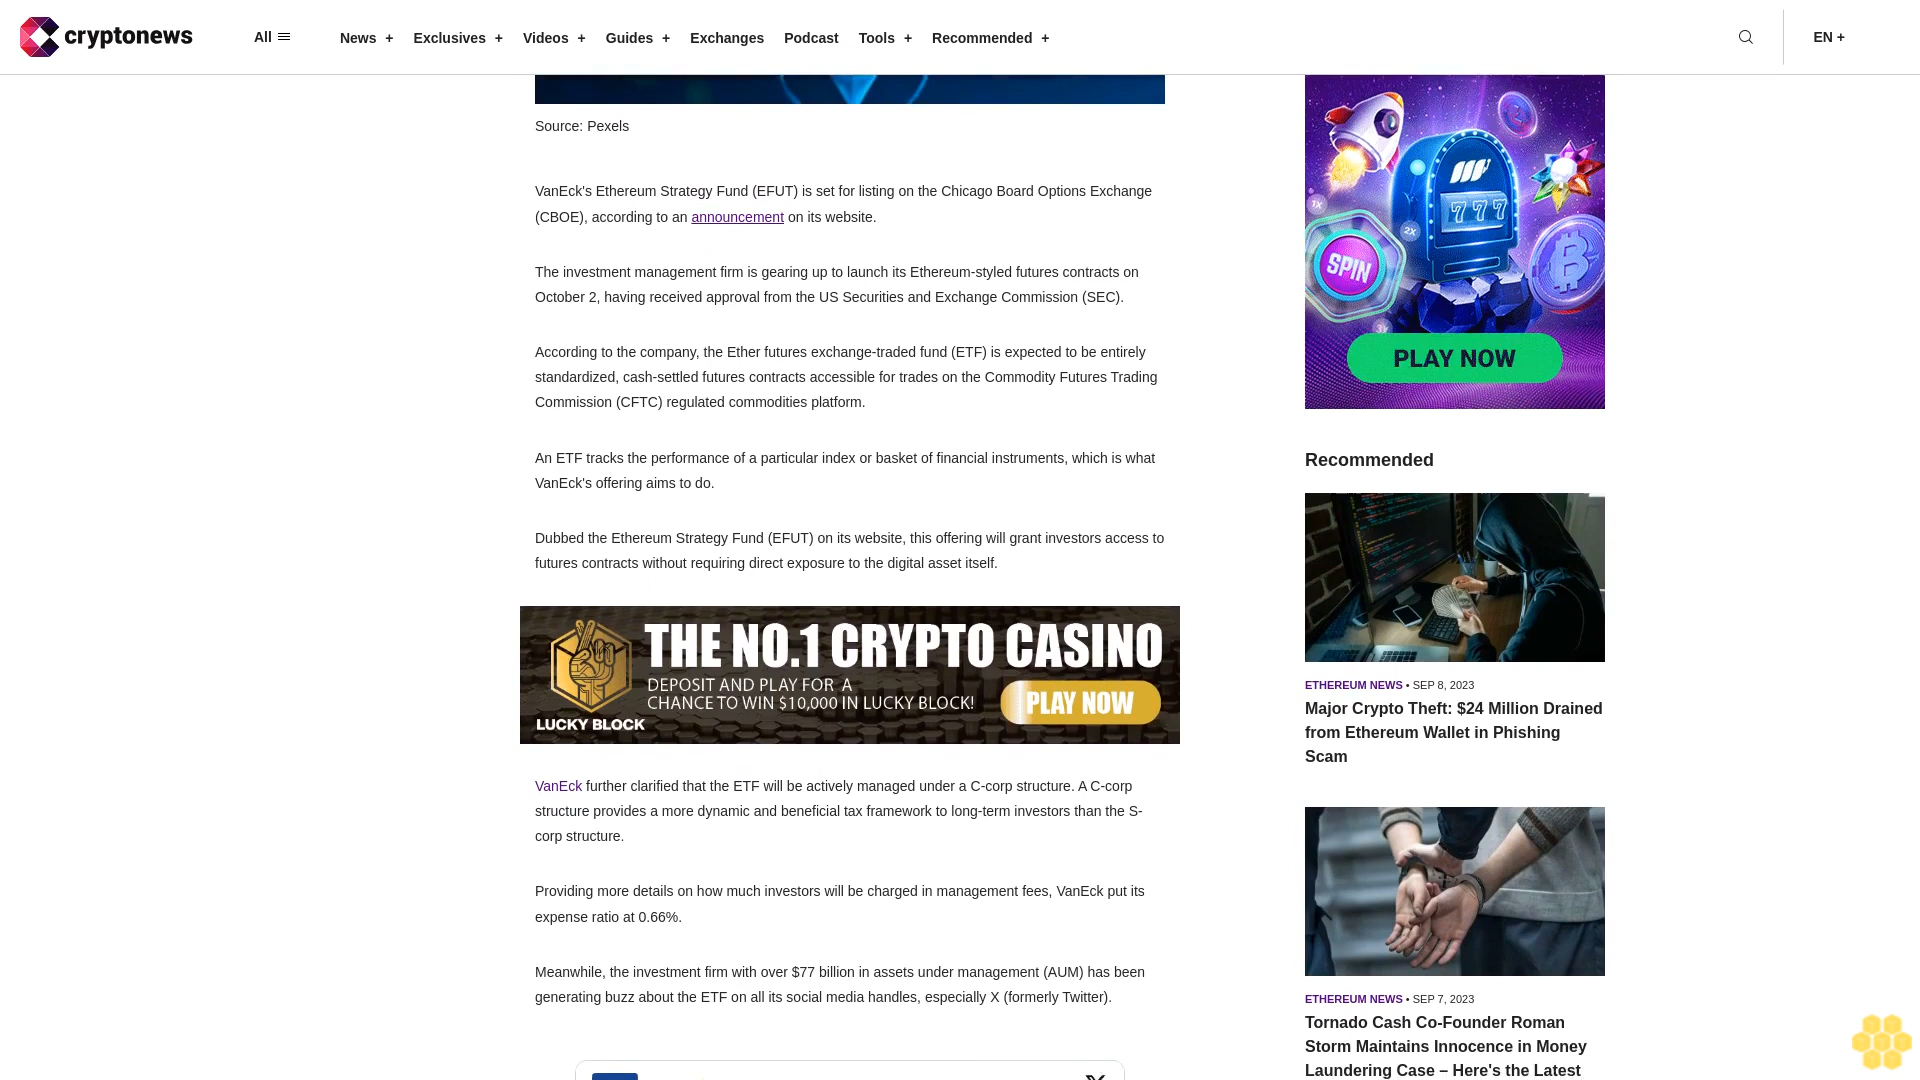 cryptonews
All
News +
Exclusives +
Videos +
Guides +
Exchanges
Podcast
Tools +
Recommended +
EN +
Source: Pexels
VanEck's Ethereum Strategy Fund (EFUT) is set for listing on the Chicago Board Options Exchange
(CBOE), according to an announcement on its website.
The investment management firm is gearing up to launch its Ethereum-styled futures contracts on
October 2, having received approval from the US Securities and Exchange Commission (SEC).
According to the company, the Ether futures exchange-traded fund (ETF) is expected to be entirely
standardized, cash-settled futures contracts accessible for trades on the Commodity Futures Trading
Commission (CFTC) regulated commodities platform.
An ETF tracks the performance of a particular index or basket of financial instruments, which is what
VanEck's offering aims to do.
Dubbed the Ethereum Strategy Fund (EFUT) on its website, this offering will grant investors access to
futures contracts without requiring direct exposure to the digital asset itself.
THE NO.1 CRYPTO CASINO
DEPOSIT AND PLAY FOR A
CHANCE TO WIN $10,000 IN LUCKY BLOCK!
PLAY NOW
LUCKY BLOCK
VanEck further clarified that the ETF will be actively managed under a C-corp structure. A C-corp
structure provides a more dynamic and beneficial tax framework to long-term investors than the S-
corp structure.
Providing more details on how much investors will be charged in management fees, VanEck put its
expense ratio at 0.66%.
Meanwhile, the investment firm with over $77 billion in assets under management (AUM) has been
generating buzz about the ETF on all its social media handles, especially X (formerly Twitter).
1X
777
2X
SPIN
3X
PLAY NOW
Recommended
ETHEREUM NEWS • SEP 8, 2023
Major Crypto Theft: $24 Million Drained
from Ethereum Wallet in Phishing
Scam
ETHEREUM NEWS • SEP 7, 2023
Tornado Cash Co-Founder Roman
Storm Maintains Innocence in Money
Laundering Case – Here's the Latest